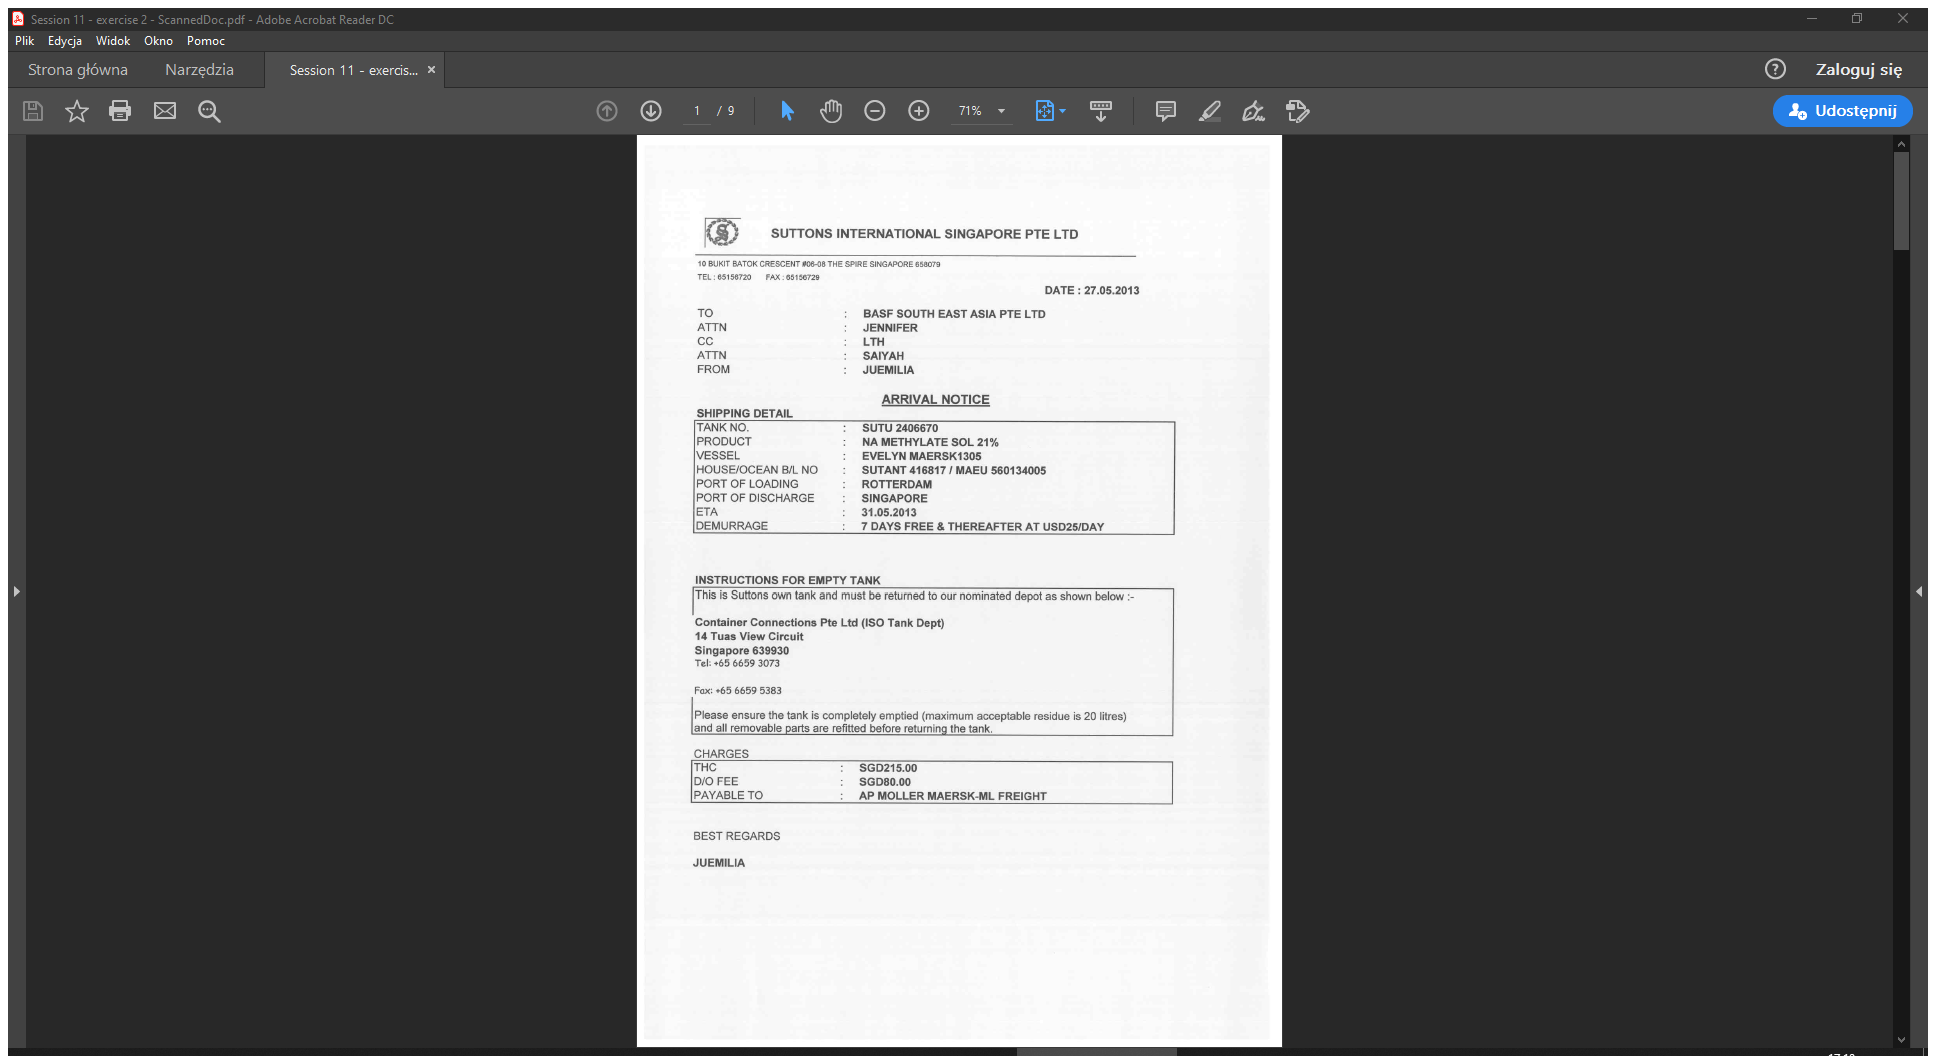 Session 11 - exercise 2 - ScannedDoc.pdf - Adobe Acrobat Reader DC
Plik Edycja Widok Okno Pomoc
Strona główna Narzędzia Session 11 - exercis... Zaloguj się
1 / 9 71% Udostępnij
SUTTONS INTERNATIONAL SINGAPORE PTE LTD
10 BUKIT BATOK CRESCENT #06-08 THE SPIRE SINGAPORE 658079
TEL : 65156720 FAX : 65156729
DATE : 27.05.2013
TO : BASF SOUTH EAST ASIA PTE LTD
ATTN : JENNIFER
CC : LTH
ATTN : SAIYAH
FROM : JUEMILIA
ARRIVAL NOTICE
SHIPPING DETAIL
TANK NO. : SUTU 2406670
PRODUCT : NA METHYLATE SOL 21%
VESSEL : EVELYN MAERSK1305
HOUSE/OCEAN B/L NO : SUTANT 416817 / MAEU 560134005
PORT OF LOADING : ROTTERDAM
PORT OF DISCHARGE : SINGAPORE
ETA : 31.05.2013
DEMURRAGE : 7 DAYS FREE & THEREAFTER AT USD25/DAY
INSTRUCTIONS FOR EMPTY TANK
This is Suttons own tank and must be returned to our nominated depot as shown below :-
Container Connections Pte Ltd (ISO Tank Dept)
14 Tuas View Circuit
Singapore 639930
Tel: +65 6659 3073
Fax: +65 6659 5383
Please ensure the tank is completely emptied (maximum acceptable residue is 20 litres)
and all removable parts are refitted before returning the tank.
CHARGES
THC : SGD215.00
D/O FEE : SGD80.00
PAYABLE TO : AP MOLLER MAERSK-ML FREIGHT
BEST REGARDS
JUEMILIA